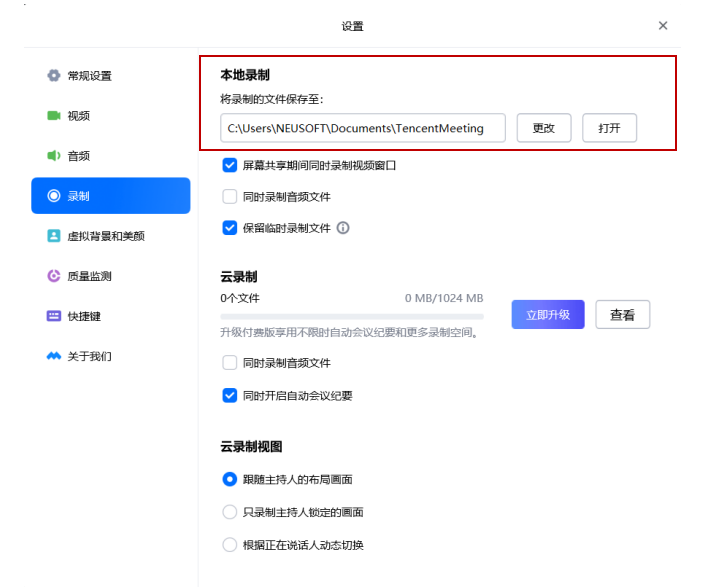 设置
常规设置
视频
音频
录制
虚拟背景和美颜
质量监测
快捷键
关于我们
本地录制
将录制的文件保存至:
C:\Users\NEUSOFT\Documents\TencentMeeting
更改
打开
屏幕共享期间同时录制视频窗口
同时录制音频文件
保留临时录制文件
云录制
0个文件 0 MB/1024 MB
立即升级
查看
升级付费版享用不限时自动会议纪要和更多录制空间。
同时录制音频文件
同时开启自动会议纪要
云录制视图
跟随主持人的布局画面
只录制主持人锁定的画面
根据正在说话人动态切换